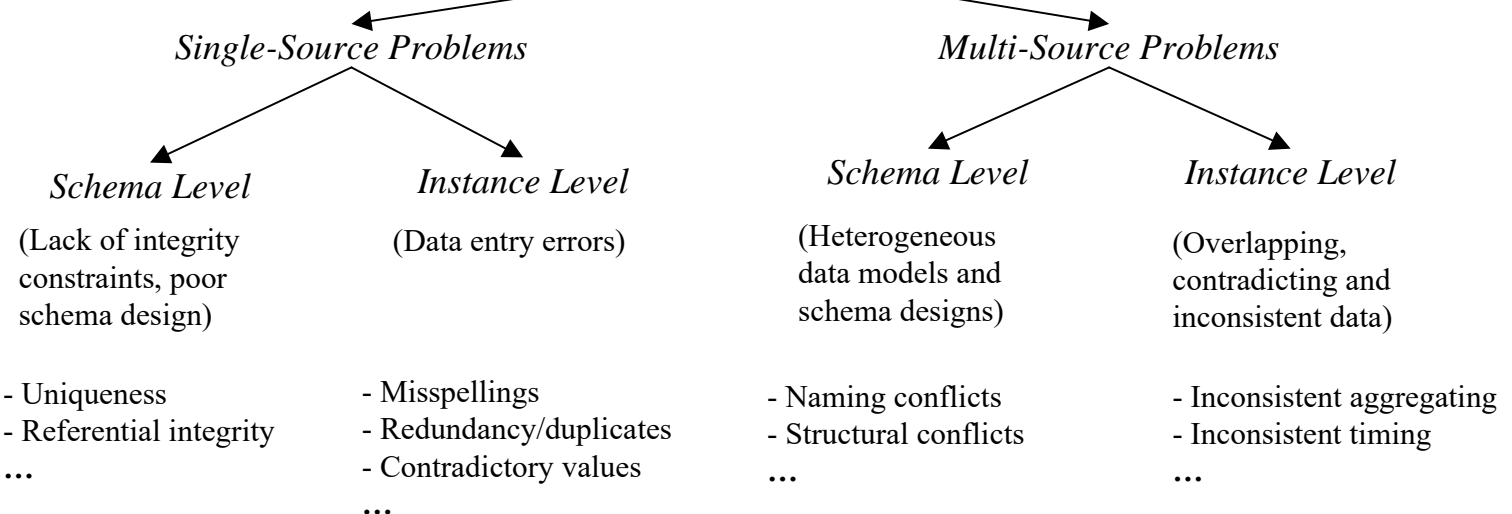 Single-Source Problems
Multi-Source Problems
Schema Level
Instance Level
Schema Level
Instance Level
(Lack of integrity
constraints, poor
schema design)
(Data entry errors)
(Heterogeneous
data models and
schema designs)
(Overlapping,
contradicting and
inconsistent data)
- Uniqueness
- Referential integrity
...
- Misspellings
- Redundancy/duplicates
- Contradictory values
...
- Naming conflicts
- Structural conflicts
...
- Inconsistent aggregating
- Inconsistent timing
...